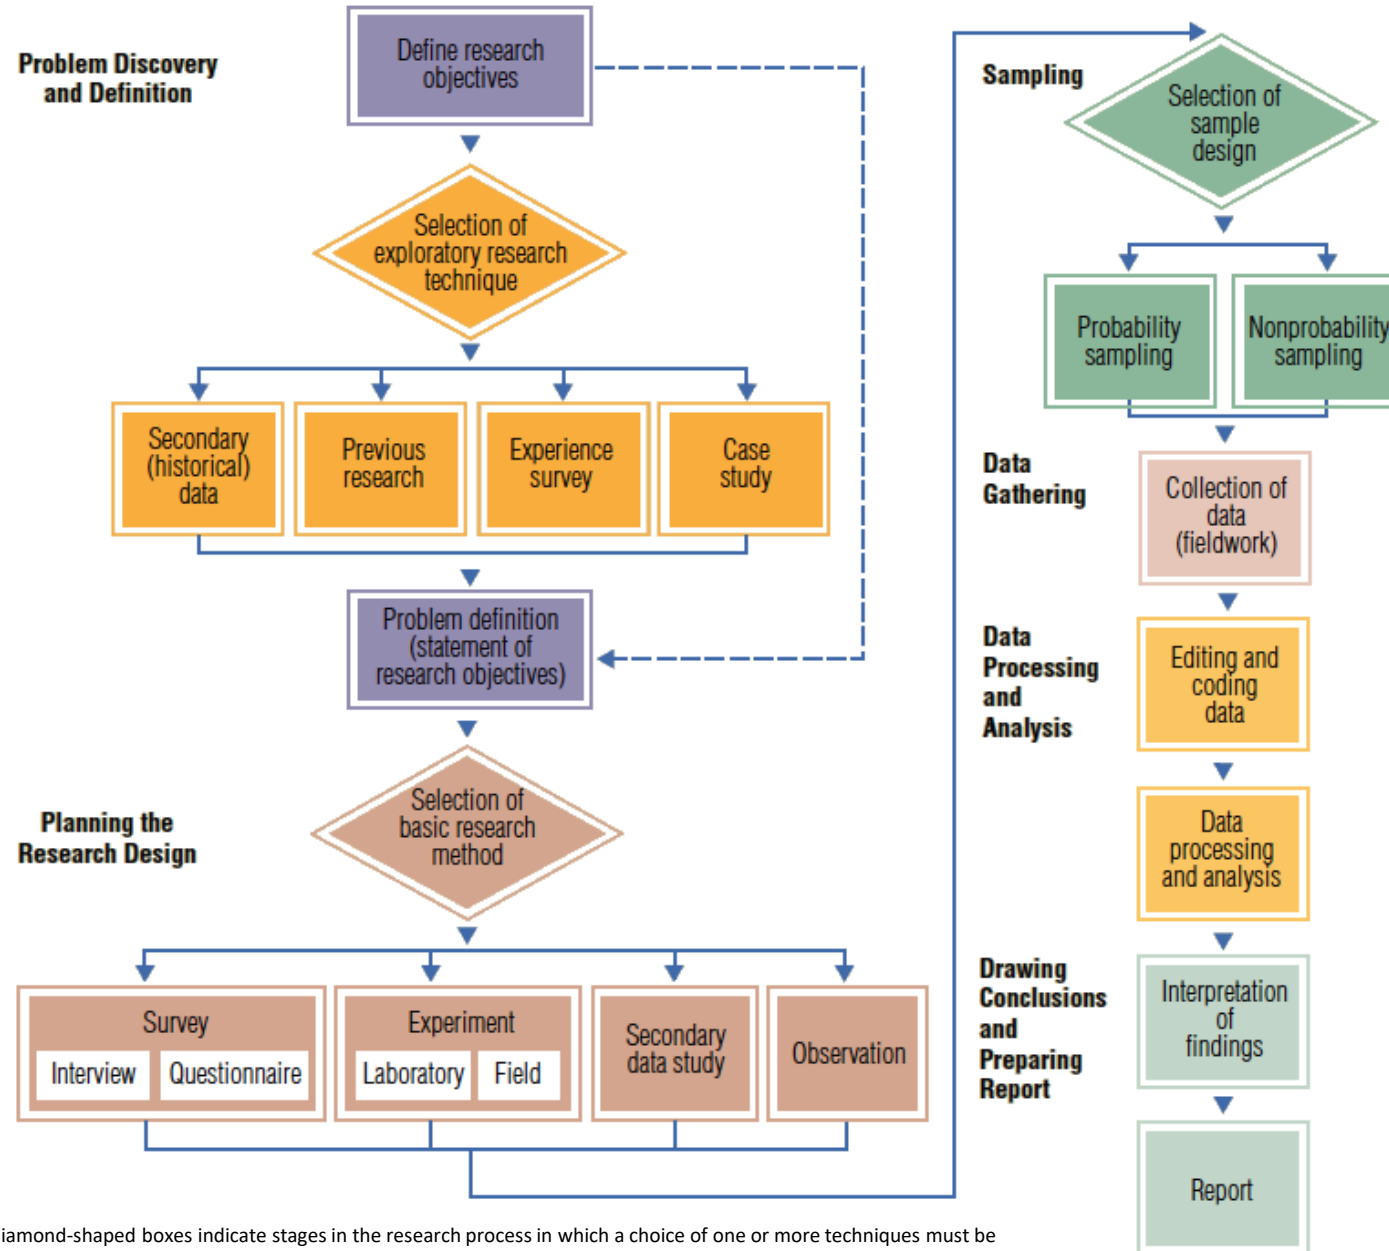 Problem Discovery
and Definition
Define research
objectives
Selection of
exploratory research
technique
Secondary
(historical)
data
Previous
research
Experience
survey
Case
study
Problem definition
(statement of
research objectives)
Planning the
Research Design
Selection of
basic research
method
Survey
Interview
Questionnaire
Experiment
Laboratory
Field
Secondary
data study
Observation
Sampling
Selection of
sample
design
Probability
sampling
Nonprobability
sampling
Data
Gathering
Collection of
data
(fieldwork)
Data
Processing
and
Analysis
Editing and
coding
data
Data
processing
and analysis
Drawing
Conclusions
and
Preparing
Report
Interpretation
of
findings
Report
iamond-shaped boxes indicate stages in the research process in which a choice of one or more techniques must be